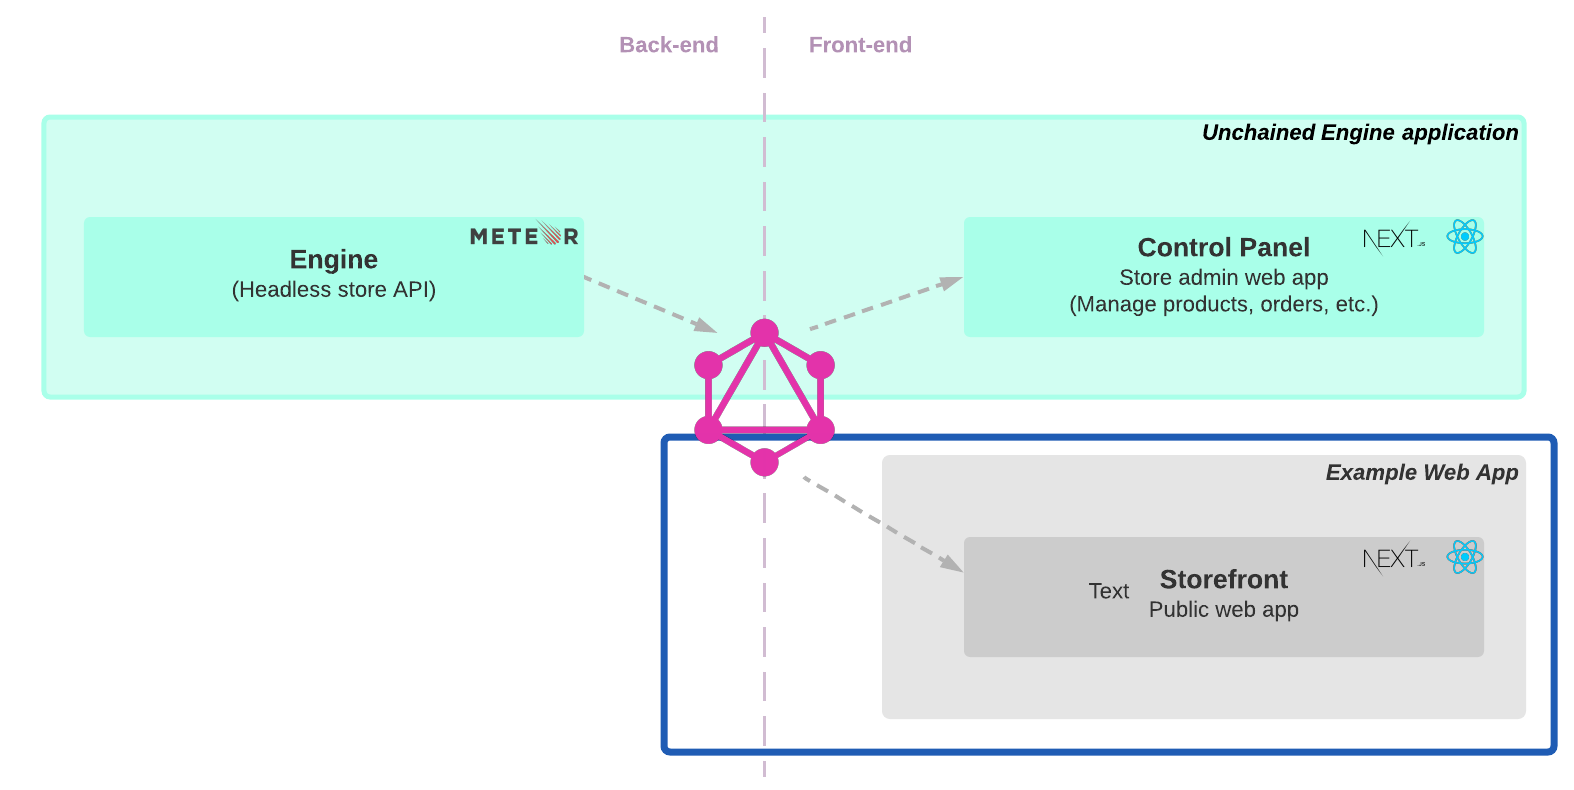 Back-end
Front-end
Unchained Engine application
METEOR
Engine
(Headless store API)
NEXT.JS
Control Panel
Store admin web app
(Manage products, orders, etc.)
Example Web App
NEXT.JS
Text
Storefront
Public web app